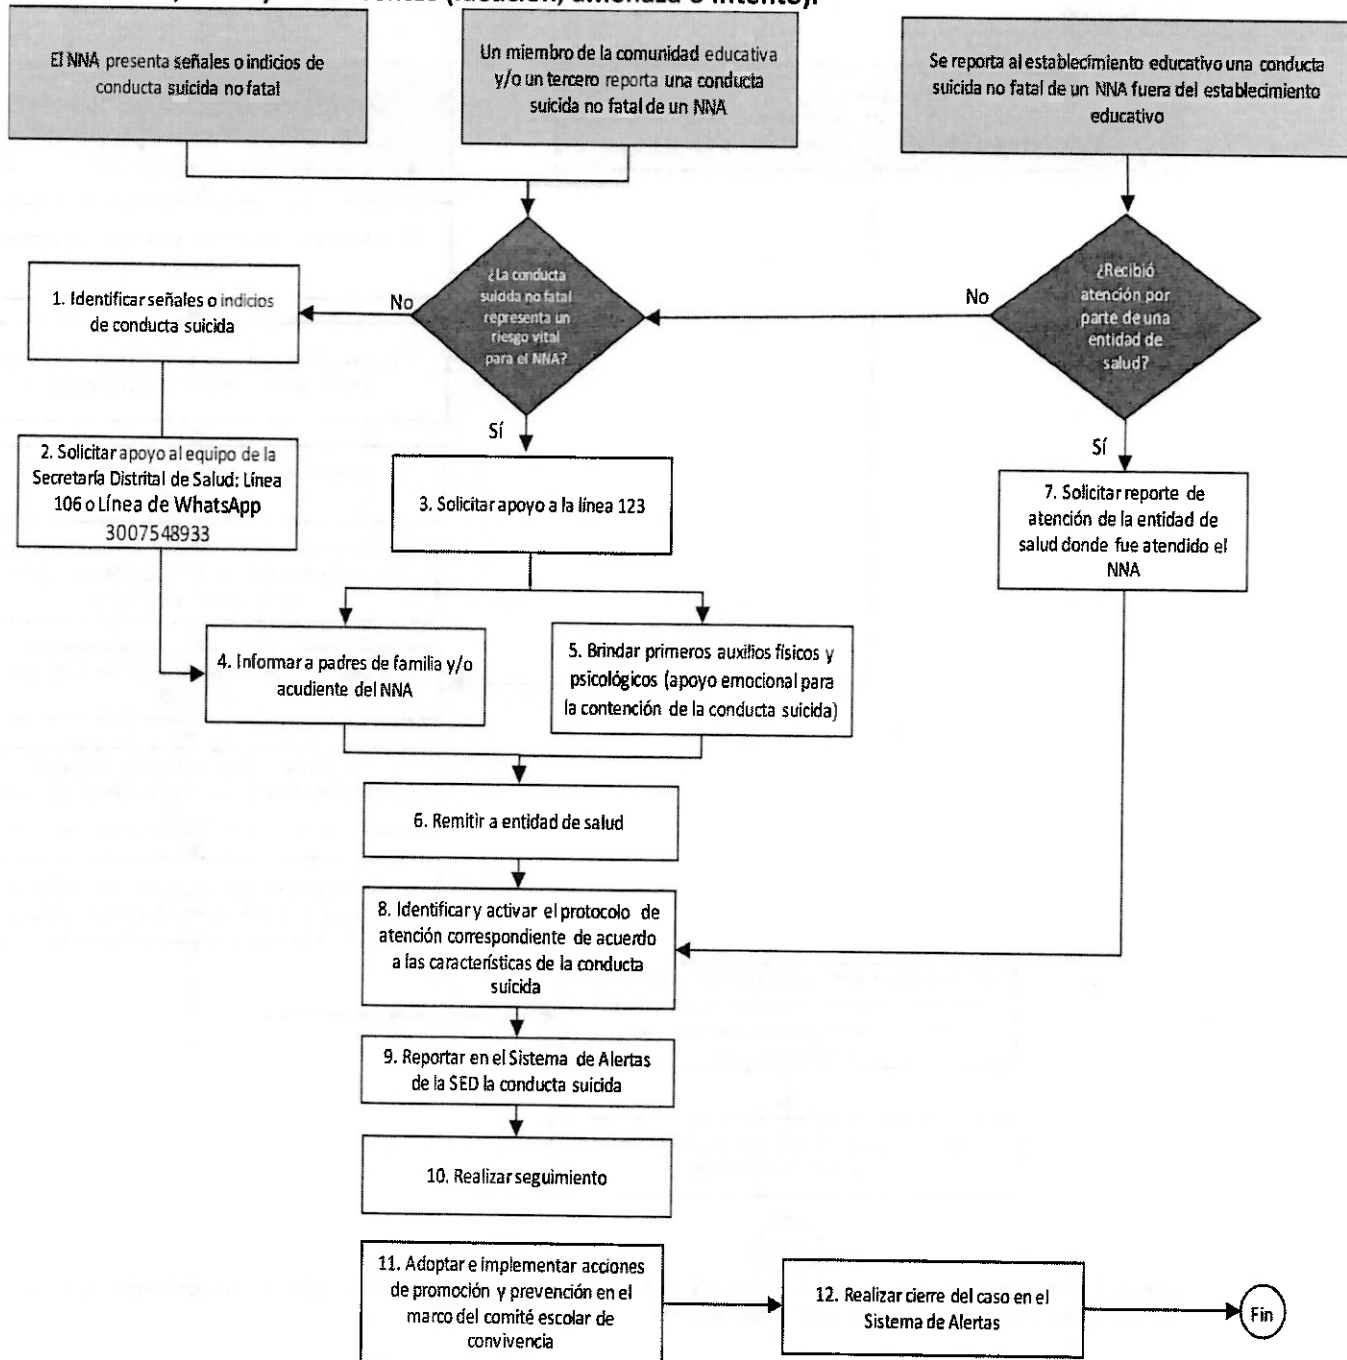 (ideación, amenaza o intento).
El NNA presenta señales o indicios de
conducta suicida no fatal
Un miembro de la comunidad educativa
y/o un tercero reporta una conducta
suicida no fatal de un NNA
Se reporta al establecimiento educativo una conducta
suicida no fatal de un NNA fuera del establecimiento
educativo
¿La conducta
suicida no fatal
representa un
riesgo vital
para el NNA?
¿Recibió
atención por
parte de una
entidad de
salud?
No
No
Sí
Sí
1. Identificar señales o indicios
de conducta suicida
2. Solicitar apoyo al equipo de la
Secretaría Distrital de Salud: Línea
106 o Línea de WhatsApp
3007548933
3. Solicitar apoyo a la línea 123
7. Solicitar reporte de
atención de la entidad de
salud donde fue atendido el
NNA
4. Informar a padres de familia y/o
acudiente del NNA
5. Brindar primeros auxilios físicos y
psicológicos (apoyo emocional para
la contención de la conducta suicida)
6. Remitir a entidad de salud
8. Identificar y activar el protocolo de
atención correspondiente de acuerdo
a las características de la conducta
suicida
9. Reportar en el Sistema de Alertas
de la SED la conducta suicida
10. Realizar seguimiento
11. Adoptar e implementar acciones
de promoción y prevención en el
marco del comité escolar de
convivencia
12. Realizar cierre del caso en el
Sistema de Alertas
Fin